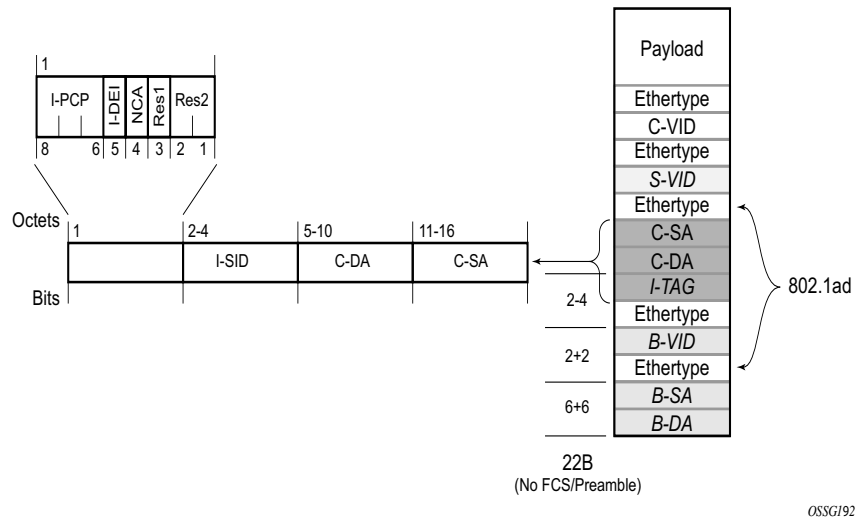 1
I-PCP
I-DEI
NCA
Res1
Res2
8 6 5 4 3 2 1
Octets
1 2-4 5-10 11-16
I-SID C-DA C-SA
Bits
Payload
Ethertype
C-VID
Ethertype
S-VID
Ethertype
C-SA
C-DA
I-TAG
Ethertype
B-VID
Ethertype
B-SA
B-DA
2-4
2+2
6+6
22B
(No FCS/Preamble)
802.1ad
OSSG192